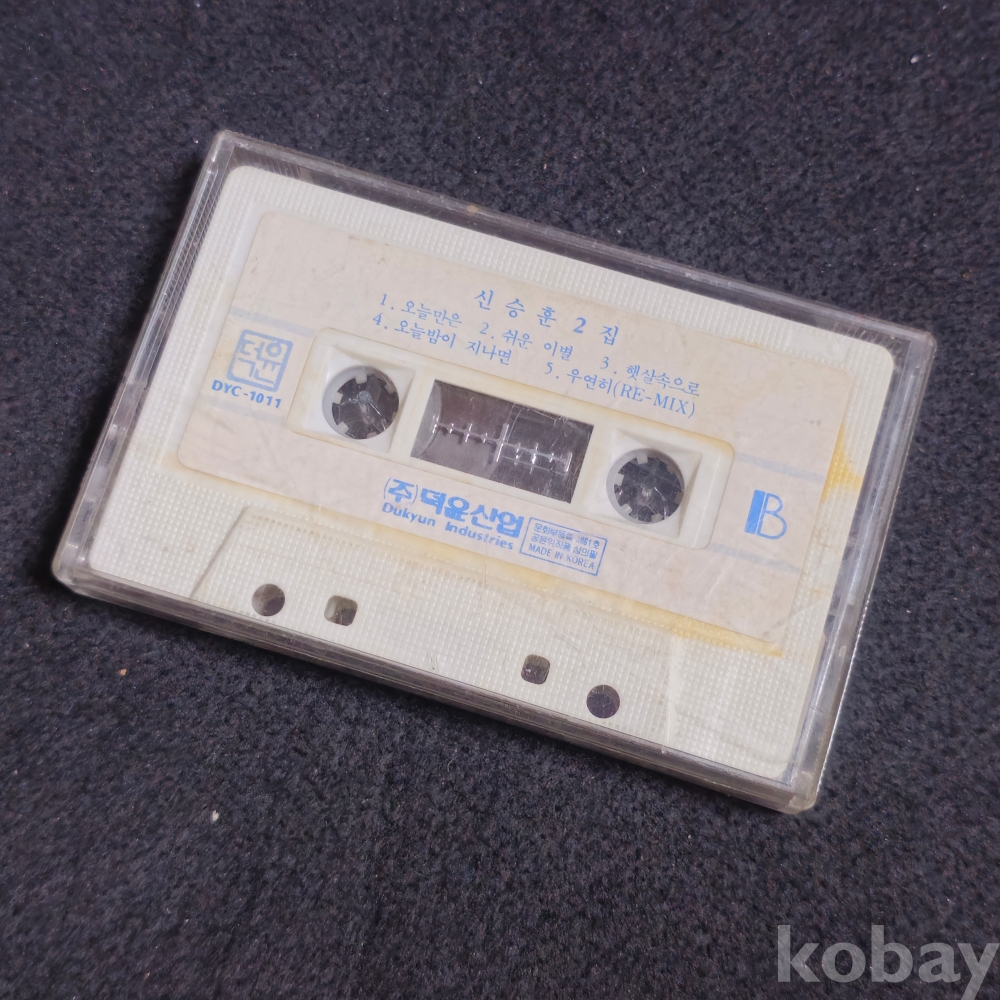 신승훈 2집
1. 오늘만은 2. 쉬운 이별 3. 햇살속으로
4. 오늘밤이 지나면 5. 우연히(RE-MIX)
덕윤
DYC-1011
B
(주)덕윤산업
Dukyun Industries
MADE IN KOREA
kobay